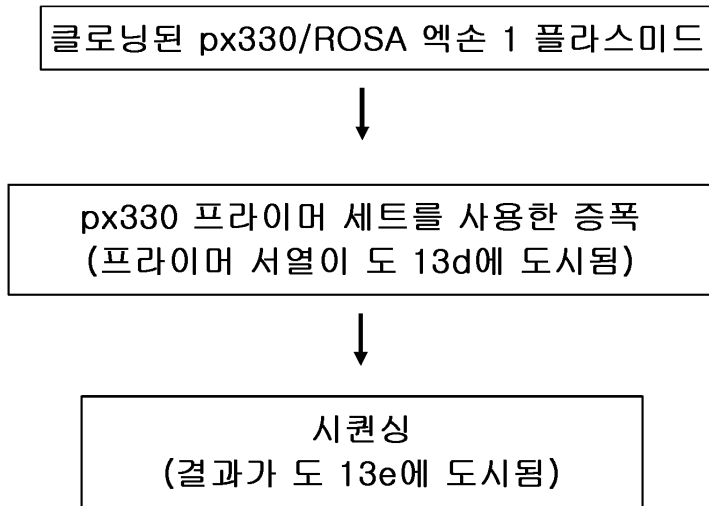 클로닝된 px330/ROSA 엑손 1 플라스미드
px330 프라이머 세트를 사용한 증폭
(프라이머 서열이 도 13d에 도시됨)
시퀀싱
(결과가 도 13e에 도시됨)